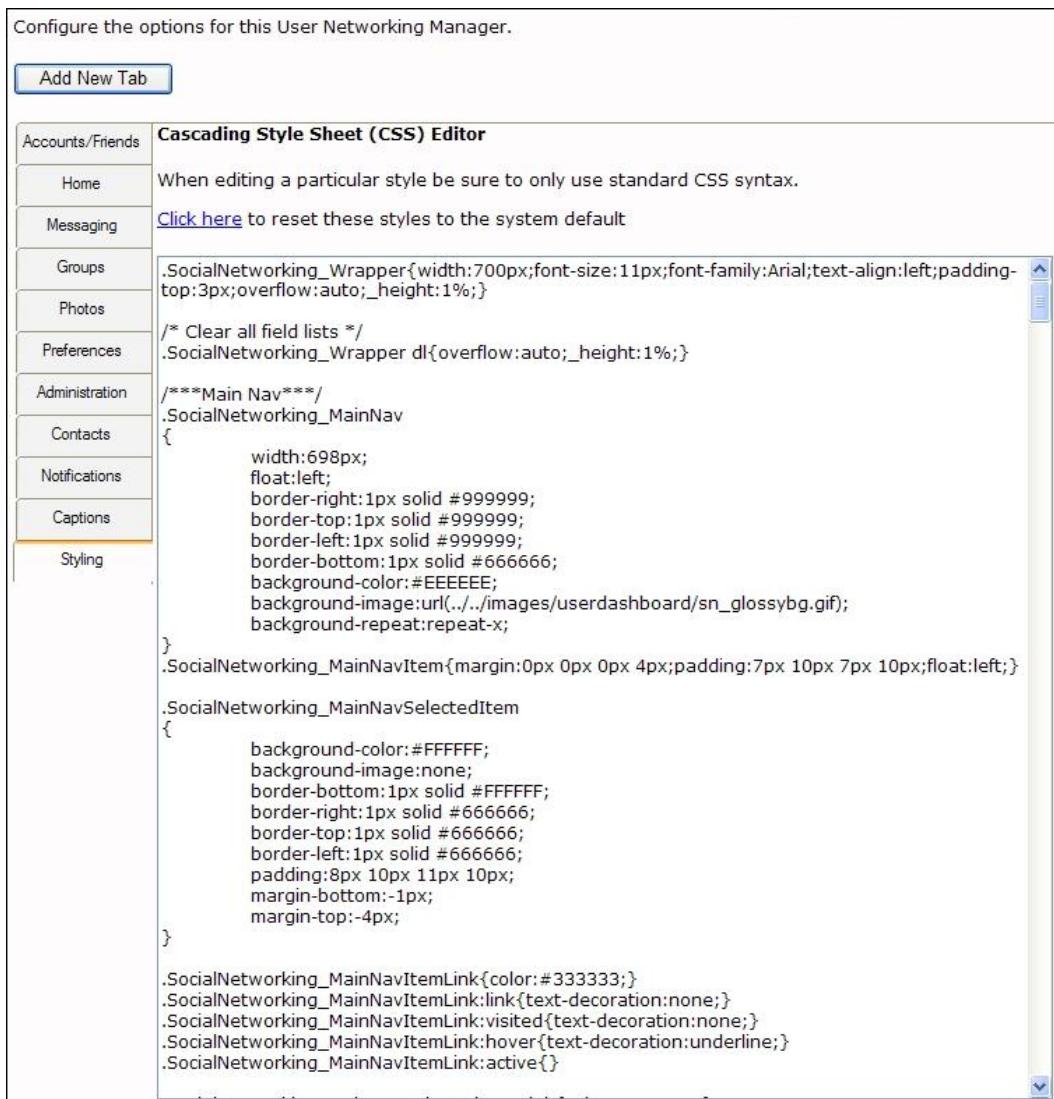 Configure the options for this User Networking Manager.
Add New Tab
Accounts/Friends
Home
Messaging
Groups
Photos
Preferences
Administration
Contacts
Notifications
Captions
Styling
Cascading Style Sheet (CSS) Editor
When editing a particular style be sure to only use standard CSS syntax.
Click here to reset these styles to the system default
.SocialNetworking_Wrapper{width:700px;font-size:11px;font-family:Arial;text-align:left;padding-
top:3px;overflow:auto;_height:1%;}
/* Clear all field lists */
.SocialNetworking_Wrapper dl{overflow:auto;_height:1%;}
/***Main Nav***/
.SocialNetworking_MainNav
{
width:698px;
float:left;
border-right:1px solid #999999;
border-top:1px solid #999999;
border-left:1px solid #999999;
border-bottom:1px solid #666666;
background-color:#EEEEEE;
background-image:url(../../images/userdashboard/sn_glossybg.gif);
background-repeat:repeat-x;
}
.SocialNetworking_MainNavItem{margin:0px 0px 0px 4px;padding:7px 10px 7px 10px;float:left;}
.SocialNetworking_MainNavSelectedItem
{
background-color:#FFFFFF;
background-image:none;
border-bottom:1px solid #FFFFFF;
border-right:1px solid #666666;
border-top:1px solid #666666;
border-left:1px solid #666666;
padding:8px 10px 11px 10px;
margin-bottom:-1px;
margin-top:-4px;
}
.SocialNetworking_MainNavItemLink{color:#333333;}
.SocialNetworking_MainNavItemLink:link{text-decoration:none;}
.SocialNetworking_MainNavItemLink:visited{text-decoration:none;}
.SocialNetworking_MainNavItemLink:hover{text-decoration:underline;}
.SocialNetworking_MainNavItemLink:active{}